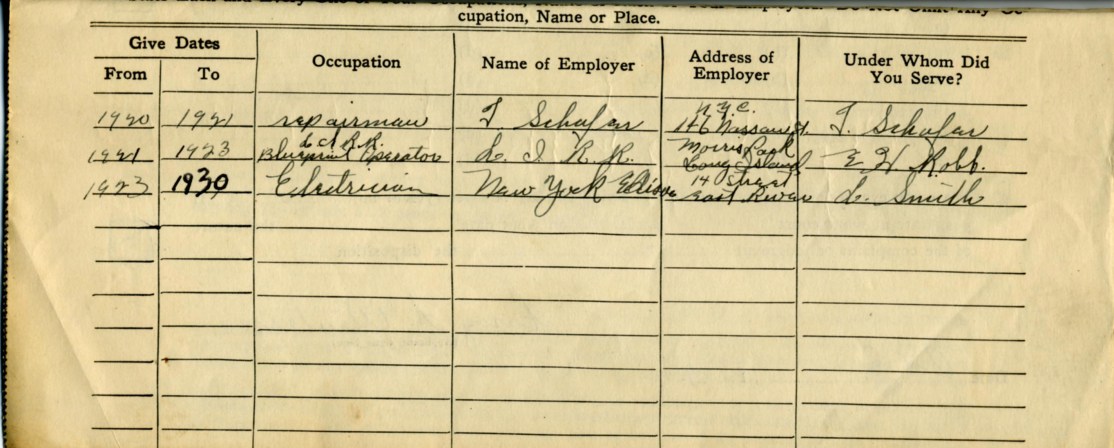 cupation, Name or Place.
Give Dates
From To Occupation Name of Employer Address of Employer Under Whom Did You Serve?
N.Y.C.
1920 1921 repairman I Schafer 146 Nassau St I. Schafer
L I R.R. Morris Park
1921 1923 Blueprint Operator L. I. R. R. Long Island E H Robb.
14 Street
1923 1930 Electrician New York Edison East River L. Smith